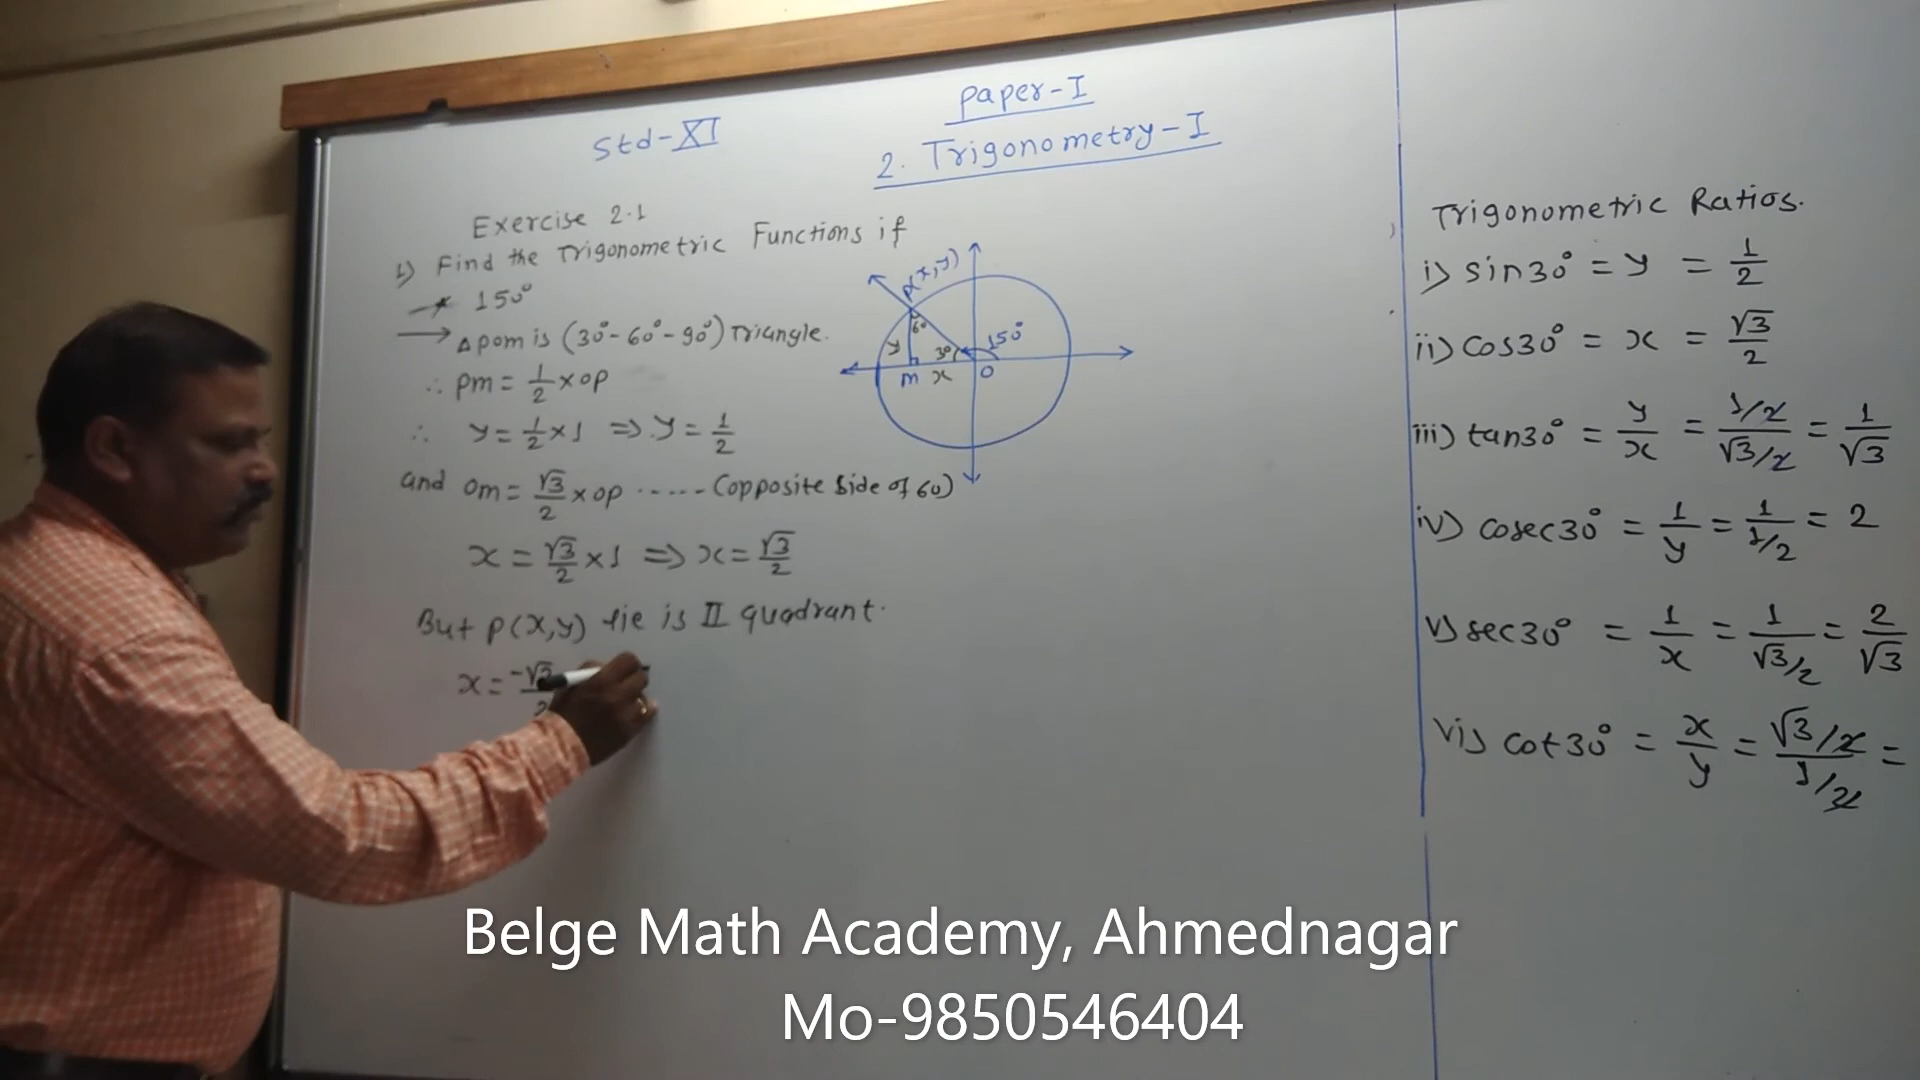 Std-XI
Paper-I
2. Trigonometry-I
Exercise 2.1
1) Find the Trigonometric Functions if
150°
→ △pom is (30°-60°-90°) Triangle.
∴ pm = 1/2 × op
∴ y = 1/2 × 1 ⇒ y = 1/2
and om = √3/2 × op ----- (opposite side of 60)
x = √3/2 × 1 ⇒ x = √3/2
But P(x,y) lie is II quadrant.
x = -√3/2
P(x,y)
60
y
30
150°
m
x
O
Trigonometric Ratios.
i) sin30° = y = 1/2
ii) cos30° = x = √3/2
iii) tan30° = y/x = (1/2)/(√3/2) = 1/√3
iv) cosec30° = 1/y = 1/(1/2) = 2
v) sec30° = 1/x = 1/(√3/2) = 2/√3
vi) cot30° = x/y = (√3/2)/(1/2) =
Belge Math Academy, Ahmednagar
Mo-9850546404